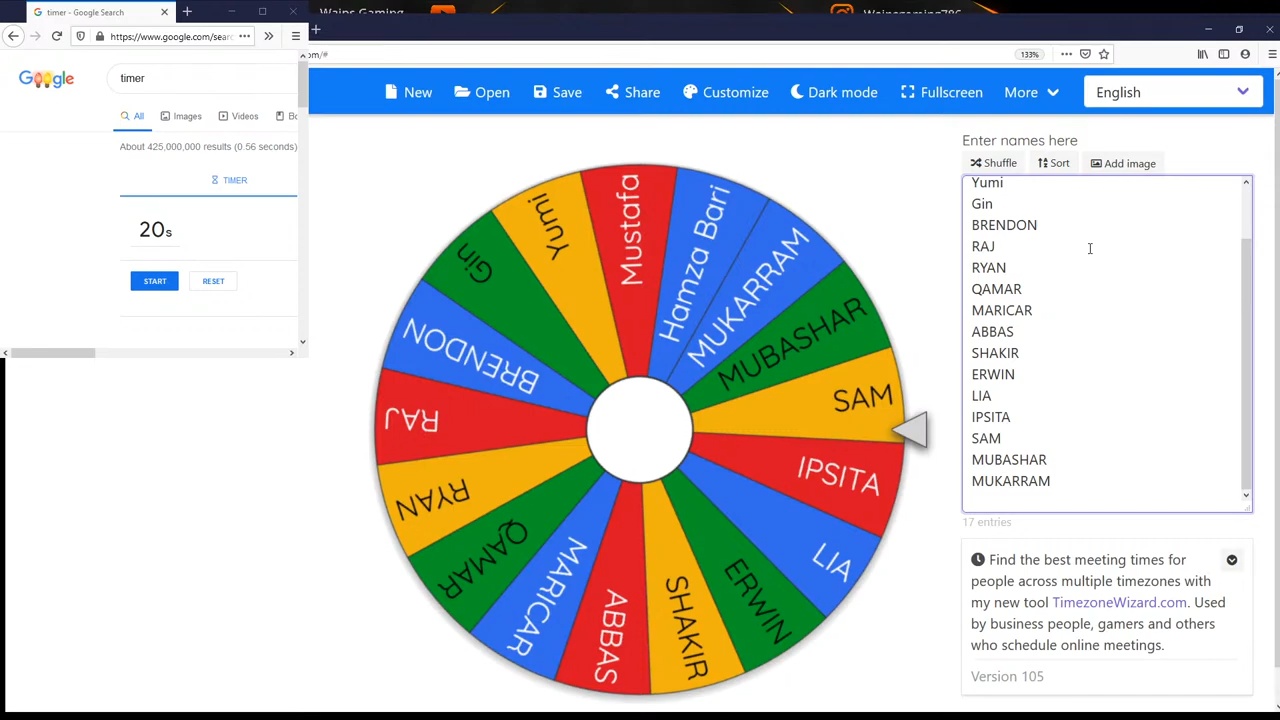 Waips Gaming
Waipsgaming786
timer - Google Search
https://www.google.com/searc
om/#
133%
Google
timer
All
Images
Videos
Bo
About 425,000,000 results (0.56 seconds)
TIMER
20s
START
RESET
New
Open
Save
Share
Customize
Dark mode
Fullscreen
More
English
Enter names here
Shuffle
Sort
Add image
Yumi
Gin
BRENDON
RAJ
RYAN
QAMAR
MARICAR
ABBAS
SHAKIR
ERWIN
LIA
IPSITA
SAM
MUBASHAR
MUKARRAM
17 entries
Mustafa
Hamza Bari
MUKARRAM
MUBASHAR
SAM
IPSITA
LIA
ERWIN
SHAKIR
ABBAS
MARICAR
QAMAR
RYAN
RAJ
BRENDON
Gin
Yumi
Find the best meeting times for
people across multiple timezones with
my new tool TimezoneWizard.com. Used
by business people, gamers and others
who schedule online meetings.
Version 105